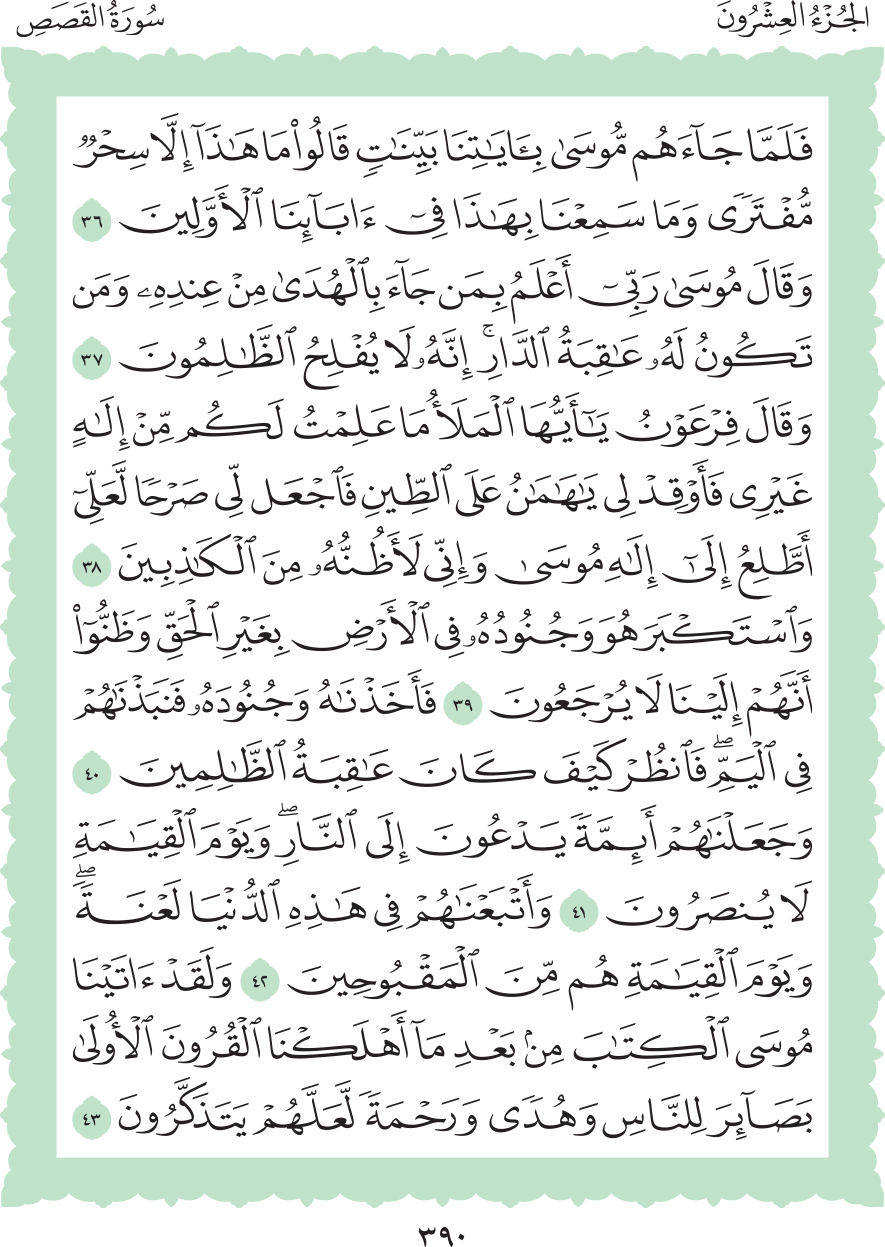 الجُزْءُ العِشْرُونَ
سُورَةُ القَصَصِ
فَلَمَّا جَآءَهُم مُّوسَىٰ بِـَٔايَٰتِنَا بَيِّنَٰتٖ قَالُواْ مَا هَٰذَآ إِلَّا سِحۡرٞ
مُّفۡتَرٗى وَمَا سَمِعۡنَا بِهَٰذَا فِيٓ ءَابَآئِنَا ٱلۡأَوَّلِينَ ٣٦
وَقَالَ مُوسَىٰ رَبِّيٓ أَعۡلَمُ بِمَن جَآءَ بِٱلۡهُدَىٰ مِنۡ عِندِهِۦ وَمَن
تَكُونُ لَهُۥ عَٰقِبَةُ ٱلدَّارِۚ إِنَّهُۥ لَا يُفۡلِحُ ٱلظَّٰلِمُونَ ٣٧
وَقَالَ فِرۡعَوۡنُ يَٰٓأَيُّهَا ٱلۡمَلَأُ مَا عَلِمۡتُ لَكُم مِّنۡ إِلَٰهٍ
غَيۡرِي فَأَوۡقِدۡ لِي يَٰهَٰمَٰنُ عَلَى ٱلطِّينِ فَٱجۡعَل لِّي صَرۡحٗا لَّعَلِّيٓ
أَطَّلِعُ إِلَىٰٓ إِلَٰهِ مُوسَىٰ وَإِنِّي لَأَظُنُّهُۥ مِنَ ٱلۡكَٰذِبِينَ ٣٨
وَٱسۡتَكۡبَرَ هُوَ وَجُنُودُهُۥ فِي ٱلۡأَرۡضِ بِغَيۡرِ ٱلۡحَقِّ وَظَنُّوٓاْ
أَنَّهُمۡ إِلَيۡنَا لَا يُرۡجَعُونَ ٣٩ فَأَخَذۡنَٰهُ وَجُنُودَهُۥ فَنَبَذۡنَٰهُمۡ
فِي ٱلۡيَمِّۖ فَٱنظُرۡ كَيۡفَ كَانَ عَٰقِبَةُ ٱلظَّٰلِمِينَ ٤٠
وَجَعَلۡنَٰهُمۡ أَئِمَّةٗ يَدۡعُونَ إِلَى ٱلنَّارِۖ وَيَوۡمَ ٱلۡقِيَٰمَةِ
لَا يُنصَرُونَ ٤١ وَأَتۡبَعۡنَٰهُمۡ فِي هَٰذِهِ ٱلدُّنۡيَا لَعۡنَةٗۖ
وَيَوۡمَ ٱلۡقِيَٰمَةِ هُم مِّنَ ٱلۡمَقۡبُوحِينَ ٤٢ وَلَقَدۡ ءَاتَيۡنَا
مُوسَى ٱلۡكِتَٰبَ مِنۢ بَعۡدِ مَآ أَهۡلَكۡنَا ٱلۡقُرُونَ ٱلۡأُولَىٰ
بَصَآئِرَ لِلنَّاسِ وَهُدٗى وَرَحۡمَةٗ لَّعَلَّهُمۡ يَتَذَكَّرُونَ ٤٣
٣٩٠